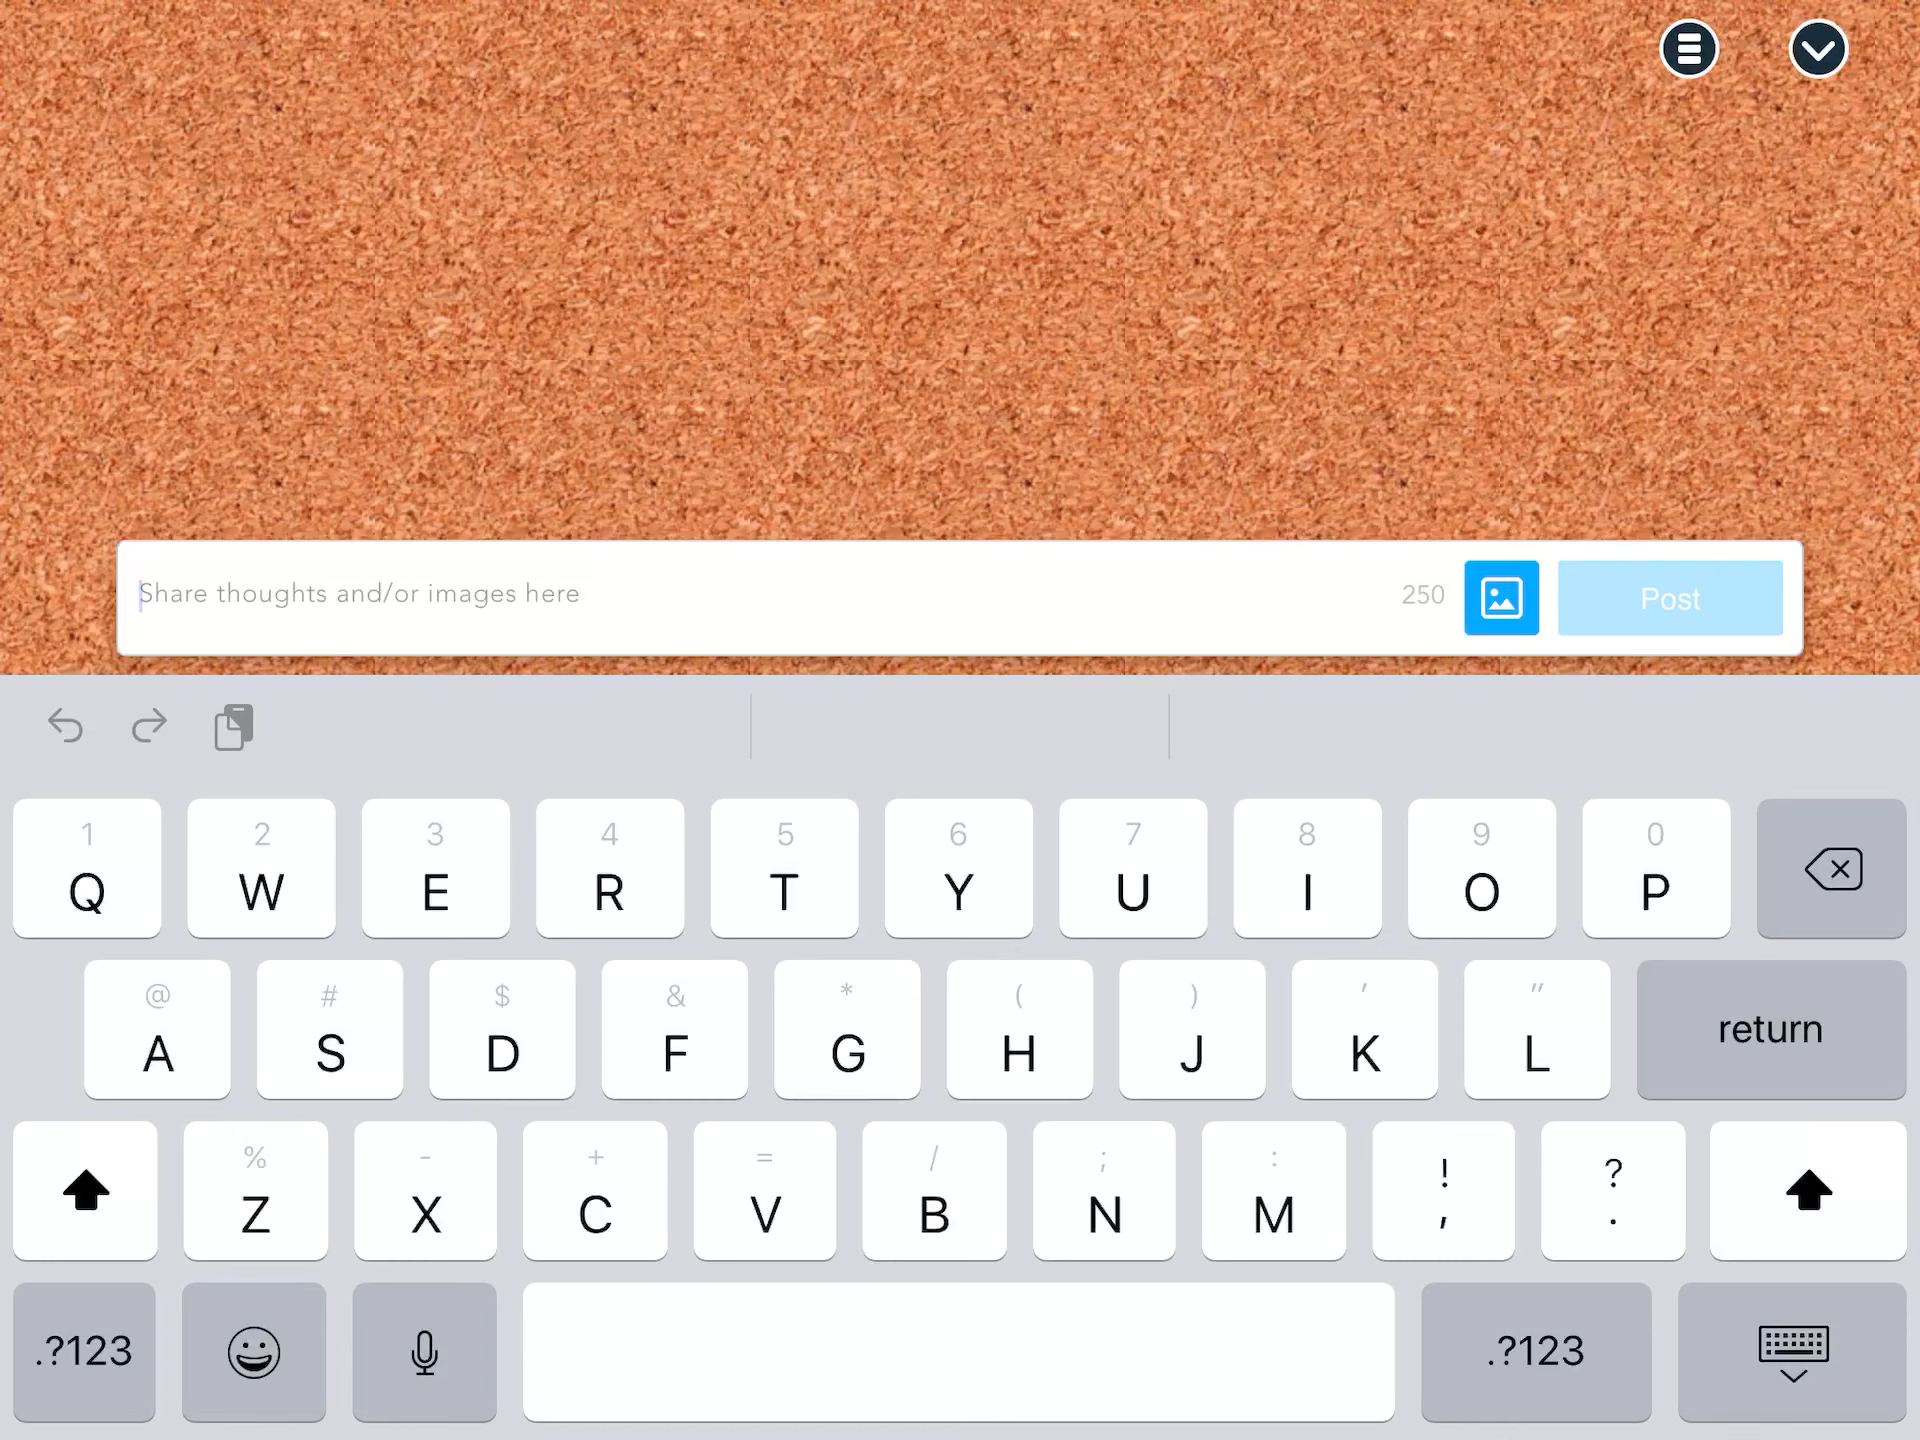 Share thoughts and/or images here 250 Post
1 2 3 4 5 6 7 8 9 0
Q W E R T Y U I O P
@ # $ & * ( ) ' "
A S D F G H J K L return
% - + = / ; : ! ?
Z X C V B N M , .
.?123 .?123